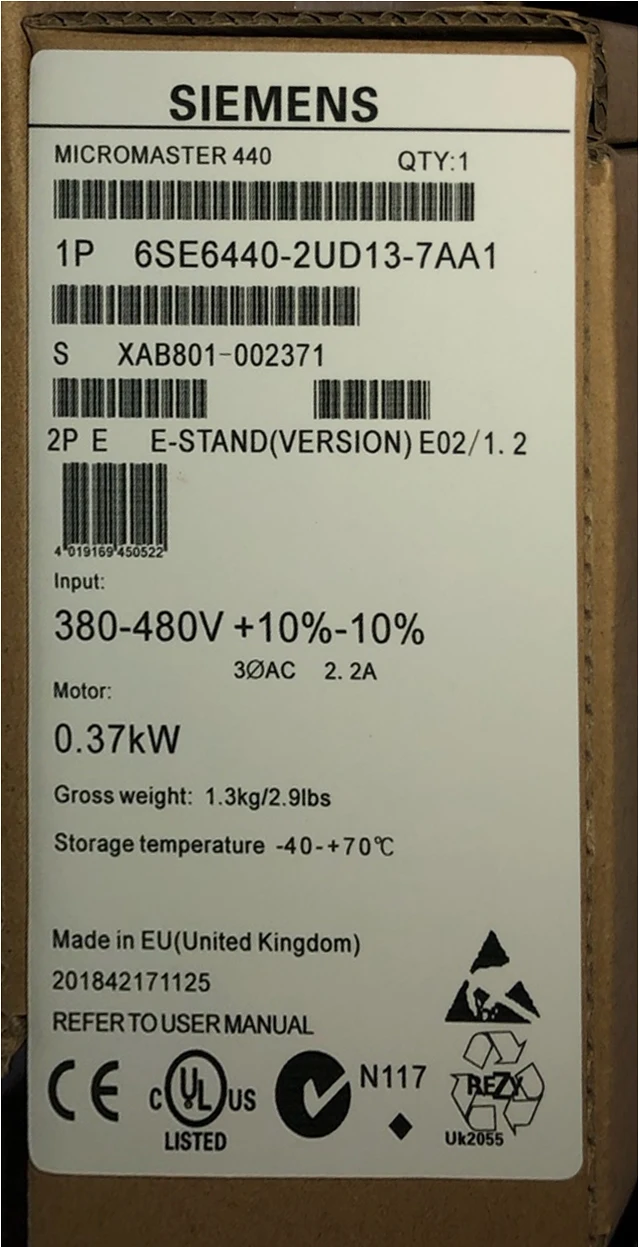 SIEMENS
MICROMASTER 440 QTY:1
1P 6SE6440-2UD13-7AA1
S XAB801-002371
2P E E-STAND(VERSION) E02/1. 2
4 019169 450522
Input:
380-480V +10%-10%
3ØAC 2. 2A
Motor:
0.37kW
Gross weight: 1.3kg/2.9lbs
Storage temperature -40-+70℃
Made in EU(United Kingdom)
201842171125
REFER TO USER MANUAL
CE C UL US N117 REZY
LISTED Uk2055